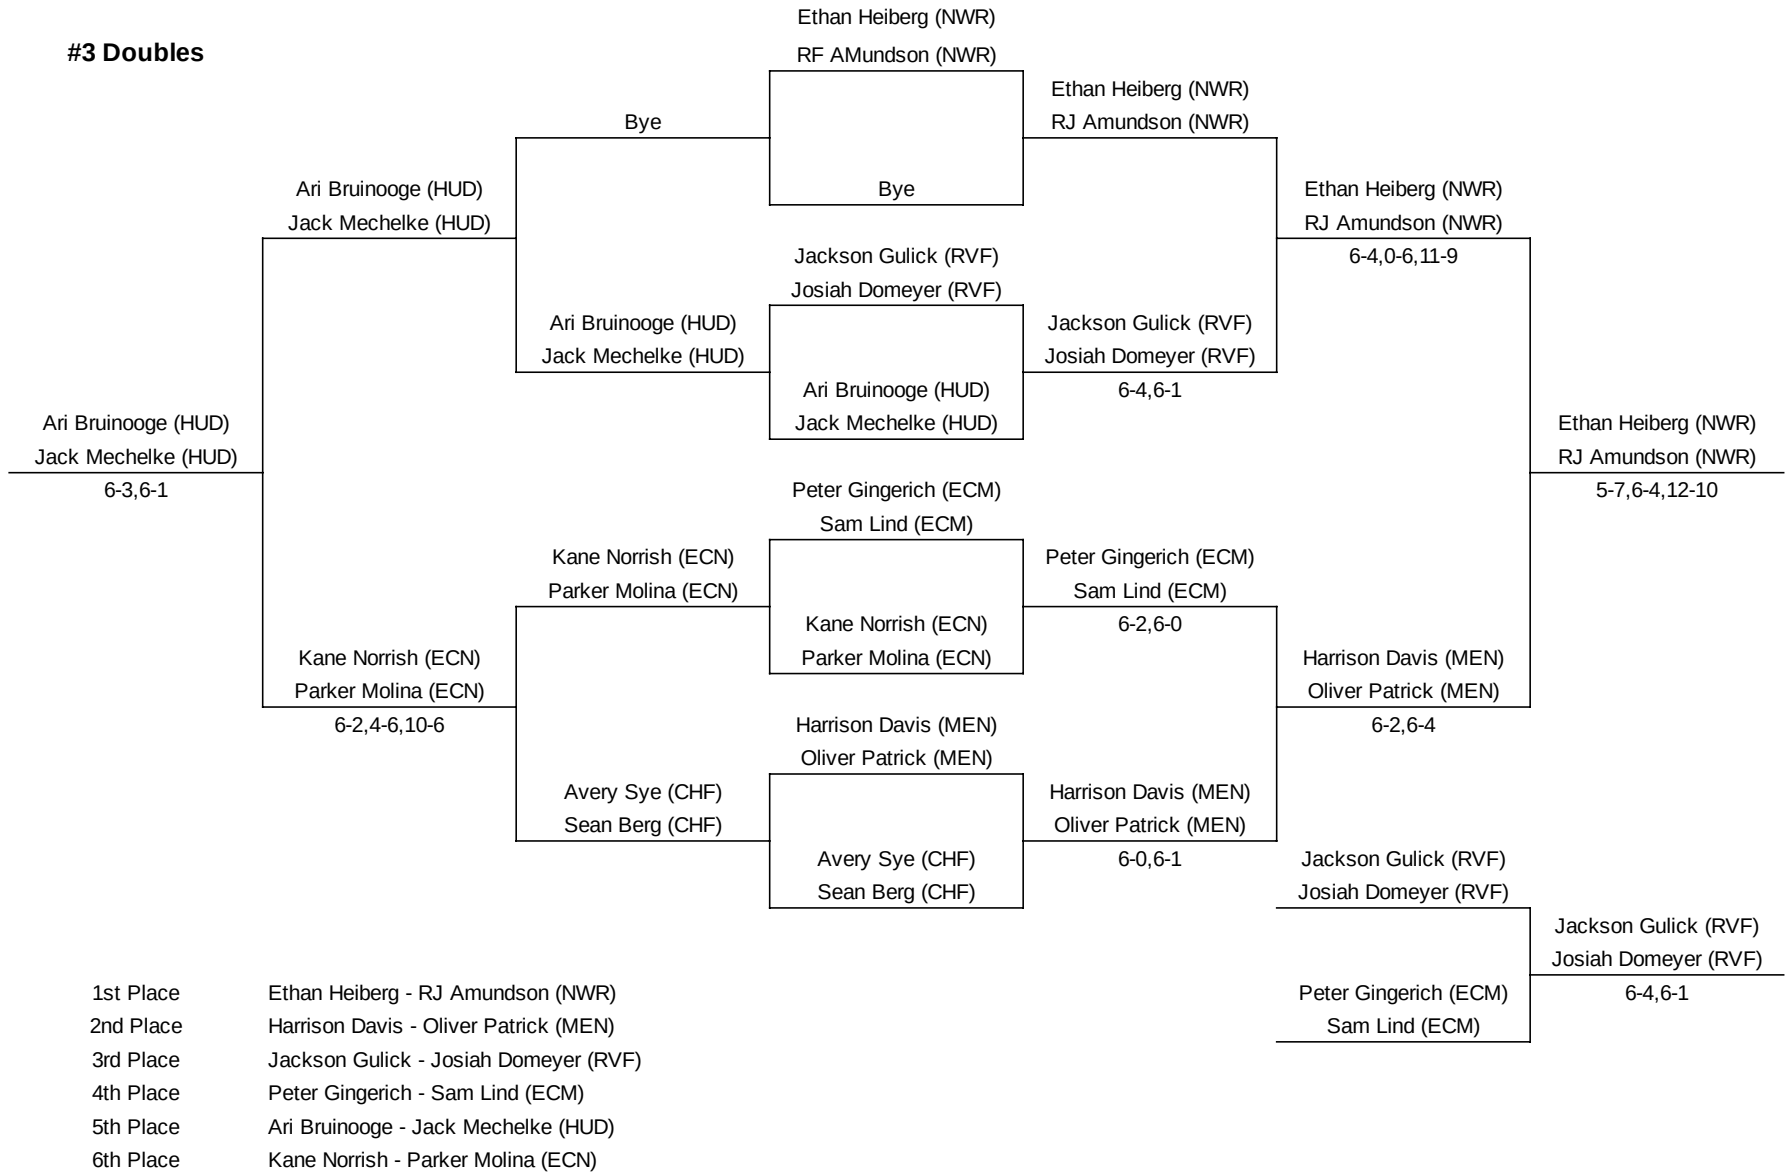 #3 Doubles
Ethan Heiberg (NWR)
RF AMundson (NWR)
Ethan Heiberg (NWR)
Bye
RJ Amundson (NWR)
Ari Bruinooge (HUD)
Bye
Ethan Heiberg (NWR)
Jack Mechelke (HUD)
RJ Amundson (NWR)
Jackson Gulick (RVF)
6-4,0-6,11-9
Josiah Domeyer (RVF)
Ari Bruinooge (HUD)
Jackson Gulick (RVF)
Jack Mechelke (HUD)
Josiah Domeyer (RVF)
Ari Bruinooge (HUD)
6-4,6-1
Ari Bruinooge (HUD)
Jack Mechelke (HUD)
Ethan Heiberg (NWR)
Jack Mechelke (HUD)
RJ Amundson (NWR)
6-3,6-1
Peter Gingerich (ECM)
5-7,6-4,12-10
Sam Lind (ECM)
Kane Norrish (ECN)
Peter Gingerich (ECM)
Parker Molina (ECN)
Sam Lind (ECM)
Kane Norrish (ECN)
6-2,6-0
Kane Norrish (ECN)
Parker Molina (ECN)
Harrison Davis (MEN)
Parker Molina (ECN)
Oliver Patrick (MEN)
6-2,4-6,10-6
Harrison Davis (MEN)
6-2,6-4
Oliver Patrick (MEN)
Avery Sye (CHF)
Harrison Davis (MEN)
Sean Berg (CHF)
Oliver Patrick (MEN)
Avery Sye (CHF)
6-0,6-1
Jackson Gulick (RVF)
Sean Berg (CHF)
Josiah Domeyer (RVF)
Jackson Gulick (RVF)
Josiah Domeyer (RVF)
Peter Gingerich (ECM)
6-4,6-1
Sam Lind (ECM)
1st Place Ethan Heiberg - RJ Amundson (NWR)
2nd Place Harrison Davis - Oliver Patrick (MEN)
3rd Place Jackson Gulick - Josiah Domeyer (RVF)
4th Place Peter Gingerich - Sam Lind (ECM)
5th Place Ari Bruinooge - Jack Mechelke (HUD)
6th Place Kane Norrish - Parker Molina (ECN)